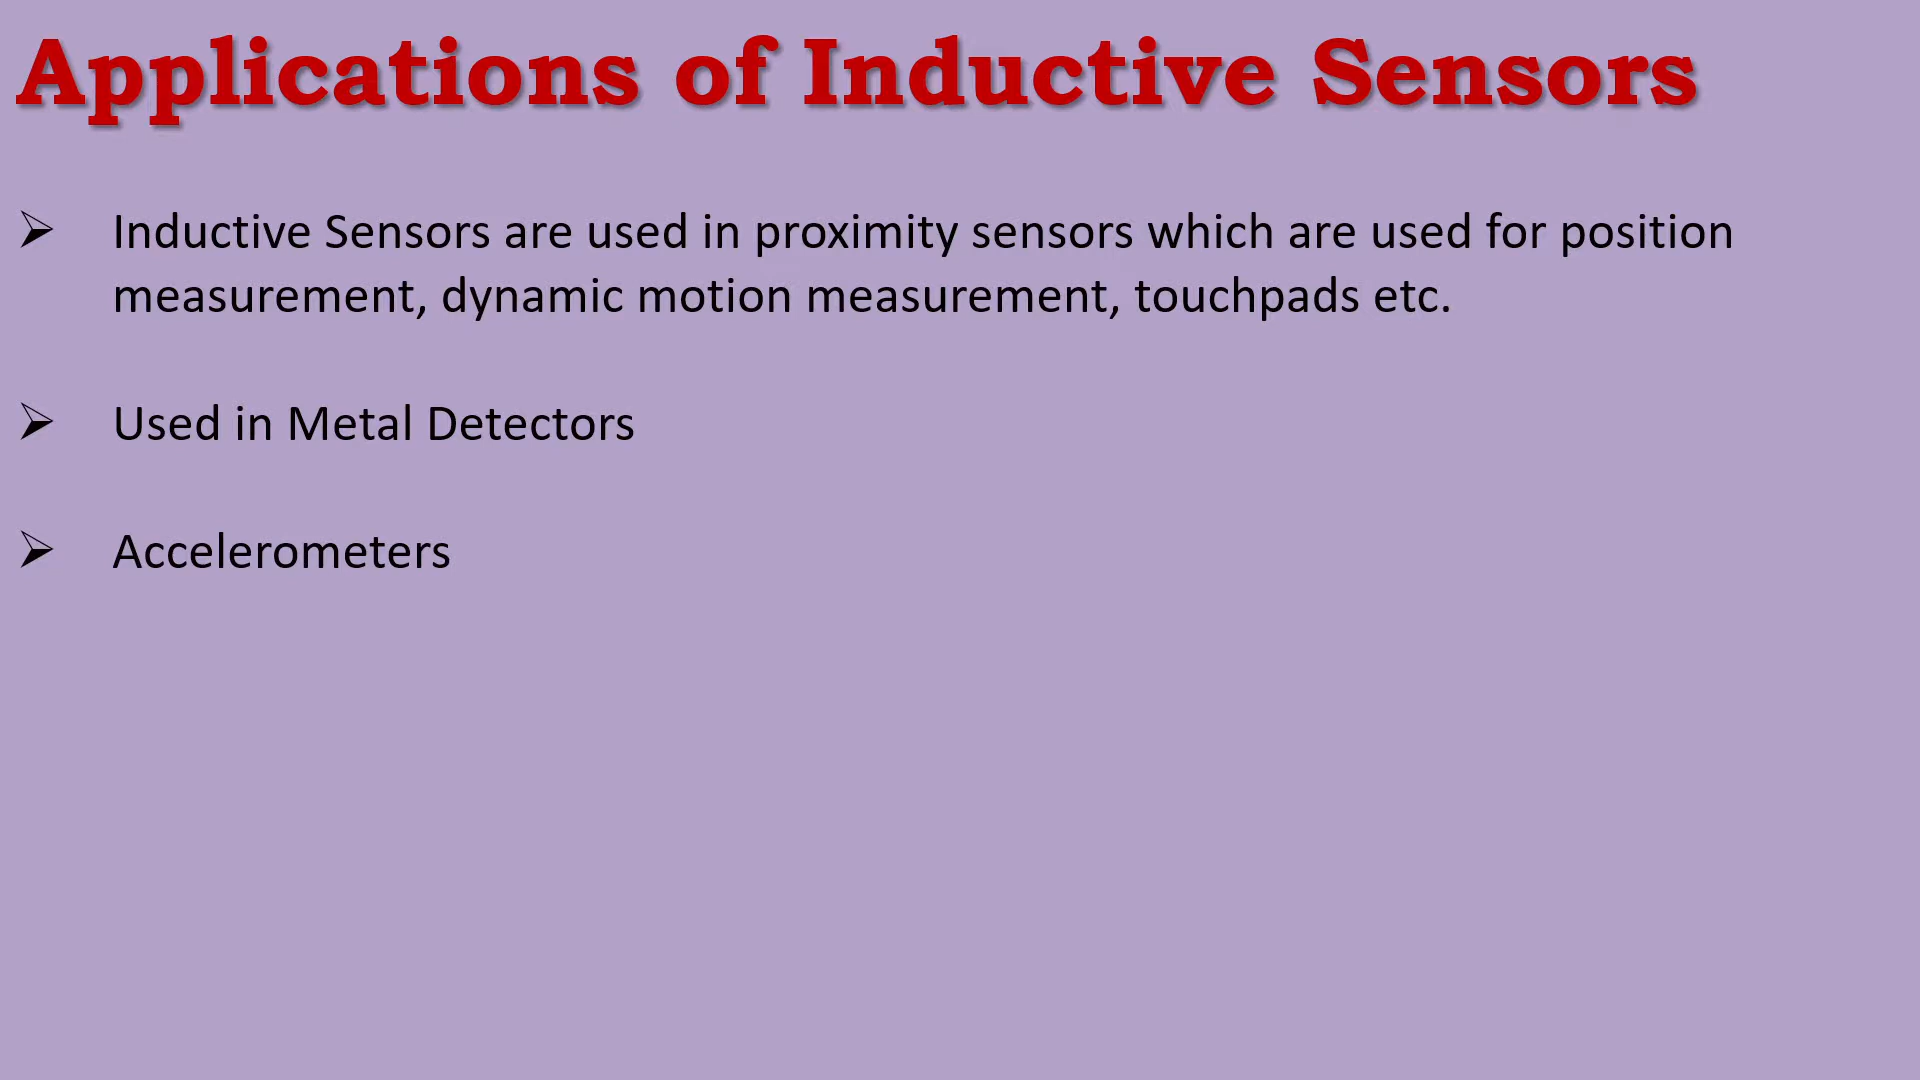 Applications of Inductive Sensors
➢ Inductive Sensors are used in proximity sensors which are used for position
measurement, dynamic motion measurement, touchpads etc.
➢ Used in Metal Detectors
➢ Accelerometers